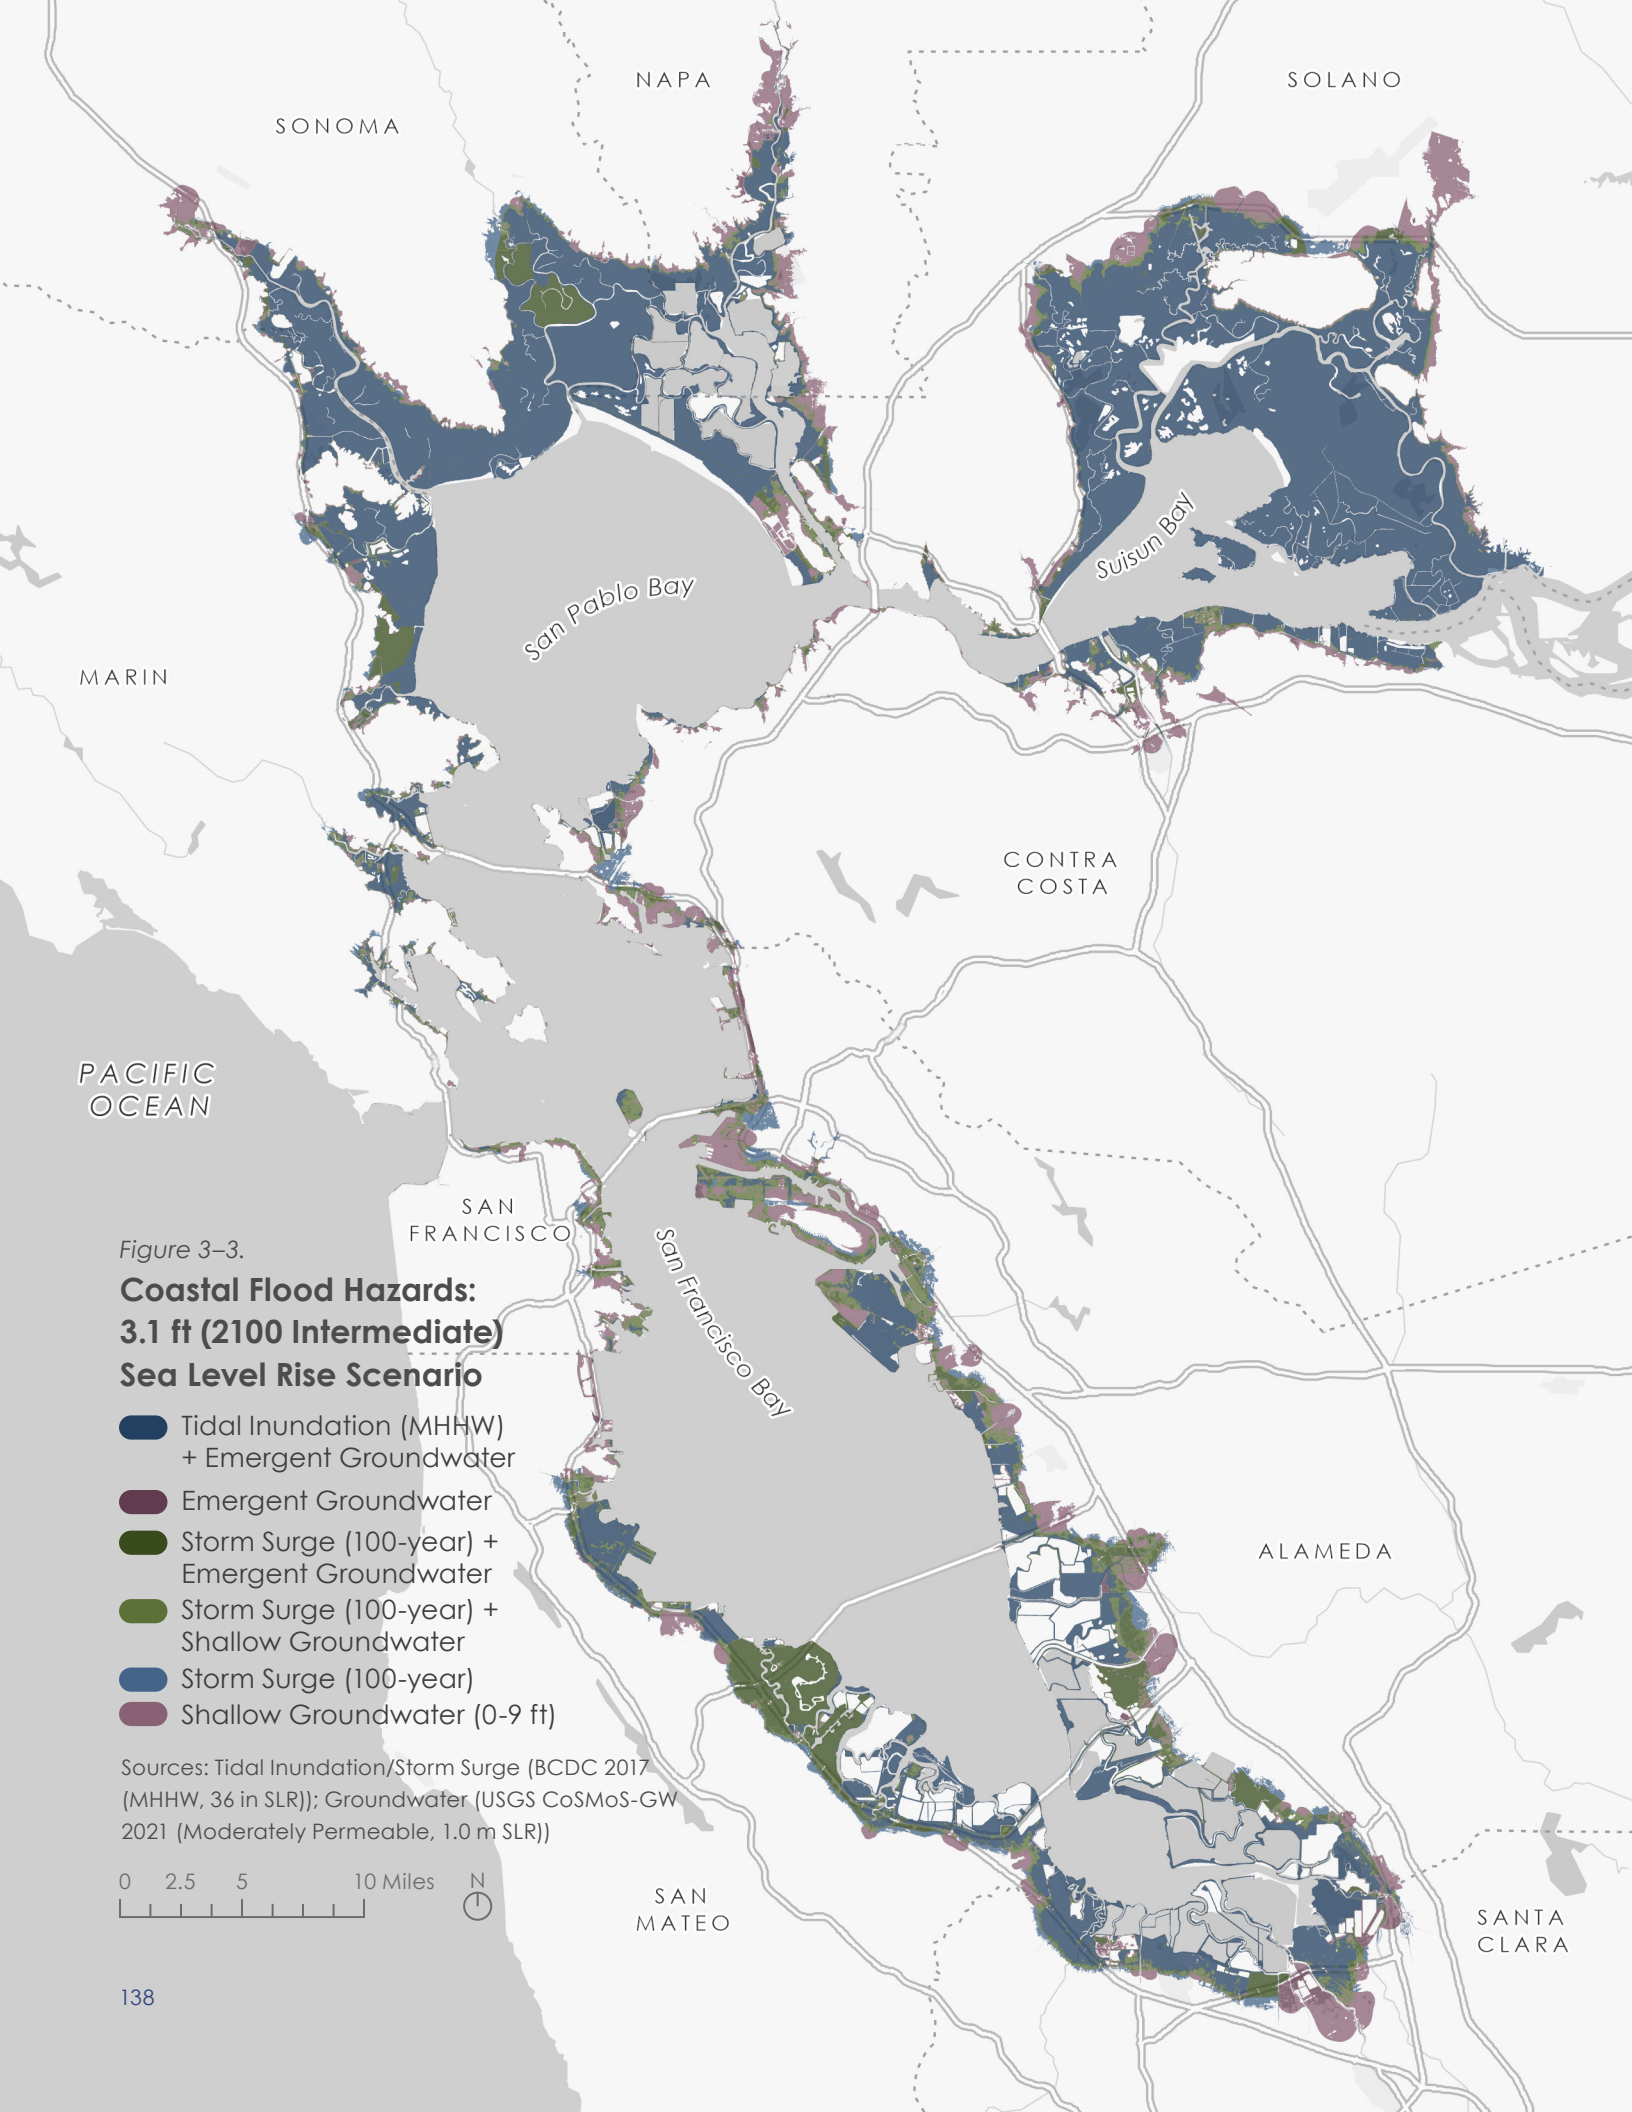 NAPA
SOLANO
SONOMA
Suisun Bay
San Pablo Bay
MARIN
CONTRA
COSTA
PACIFIC
OCEAN
SAN
FRANCISCO
San Francisco Bay
Figure 3–3.
Coastal Flood Hazards:
3.1 ft (2100 Intermediate)
Sea Level Rise Scenario
Tidal Inundation (MHHW)
+ Emergent Groundwater
Emergent Groundwater
Storm Surge (100-year) +
Emergent Groundwater
Storm Surge (100-year) +
Shallow Groundwater
Storm Surge (100-year)
Shallow Groundwater (0-9 ft)
Sources: Tidal Inundation/Storm Surge (BCDC 2017
(MHHW, 36 in SLR)); Groundwater (USGS CoSMoS-GW
2021 (Moderately Permeable, 1.0 m SLR))
0 2.5 5 10 Miles N
ALAMEDA
SAN
MATEO
SANTA
CLARA
138